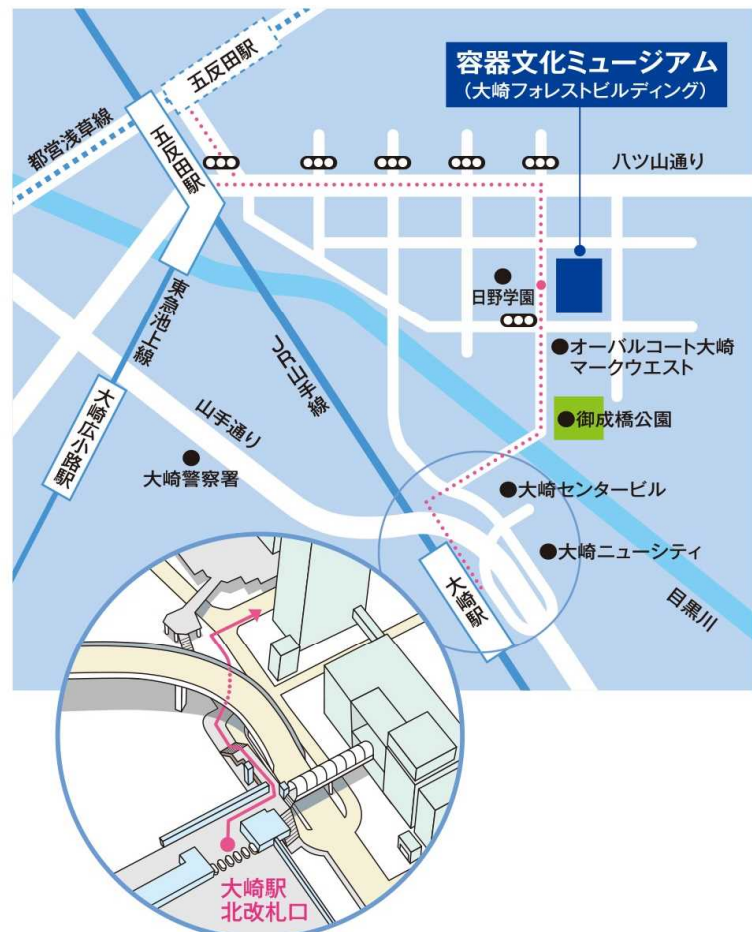 五反田駅
容器文化ミュージアム
(大崎フォレストビルディング)
都営浅草線
五反田駅
八ツ山通り
日野学園
東急池上線
JR山手線
オーバルコート大崎
マークウエスト
大崎広小路駅
山手通り
御成橋公園
大崎警察署
大崎センタービル
大崎ニューシティ
大崎駅
目黒川
大崎駅
北改札口